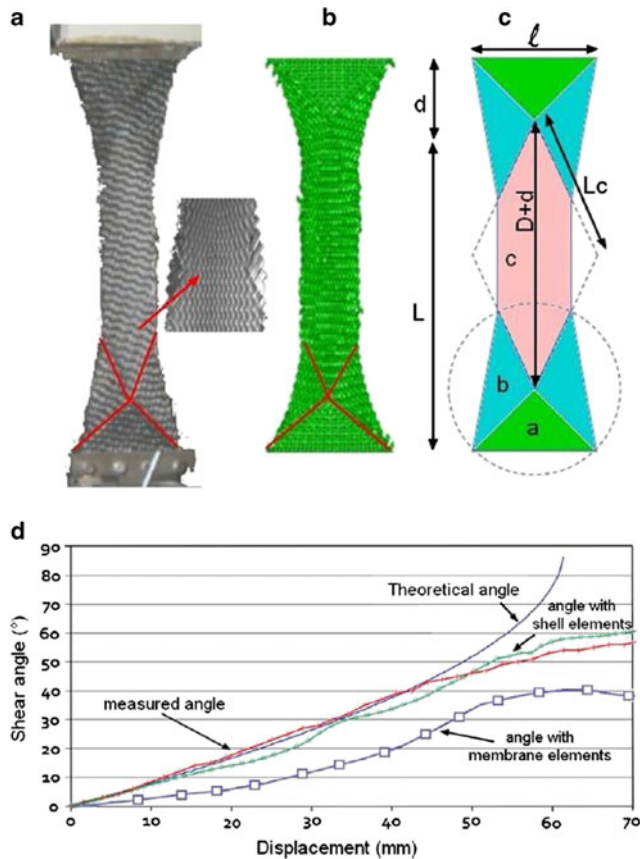 a
b
c
ℓ
d
Lc
D+d
L
c
b
a
d
90
80
70
60
50
40
30
20
10
0
Shear angle (°)
Theoretical angle
angle with
shell elements
measured angle
angle with
membrane elements
0 10 20 30 40 50 60 70
Displacement (mm)